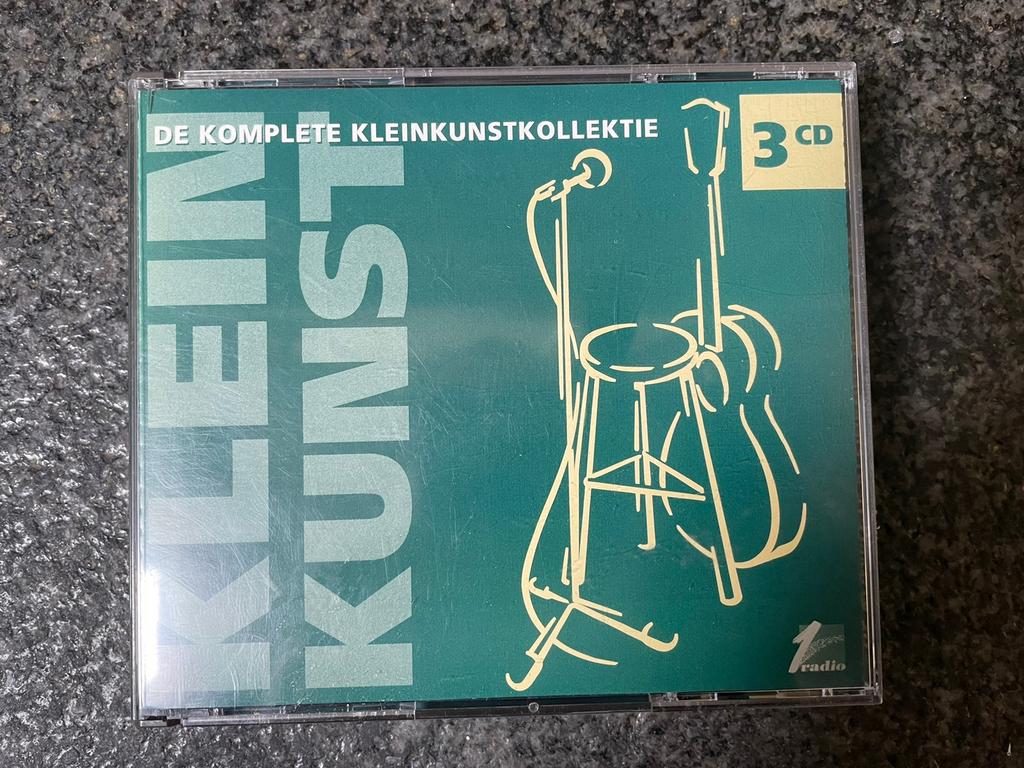 DE KOMPLETE KLEINKUNSTKOLLEKTIE
3 CD
KLEIN
KUNST
1
radio